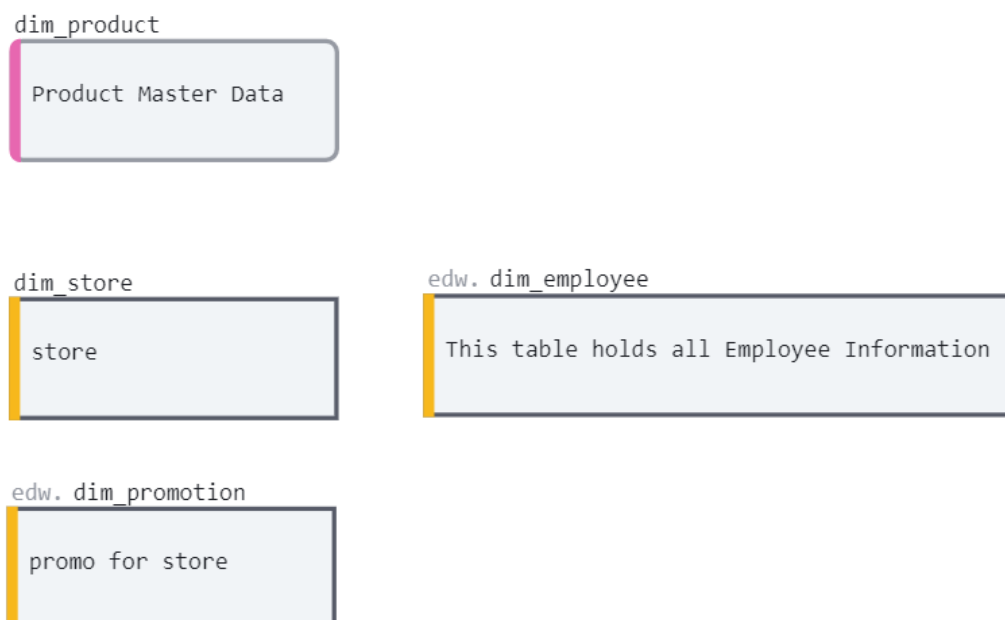 dim_product
Product Master Data
dim_store
store
edw. dim_employee
This table holds all Employee Information
edw. dim_promotion
promo for store